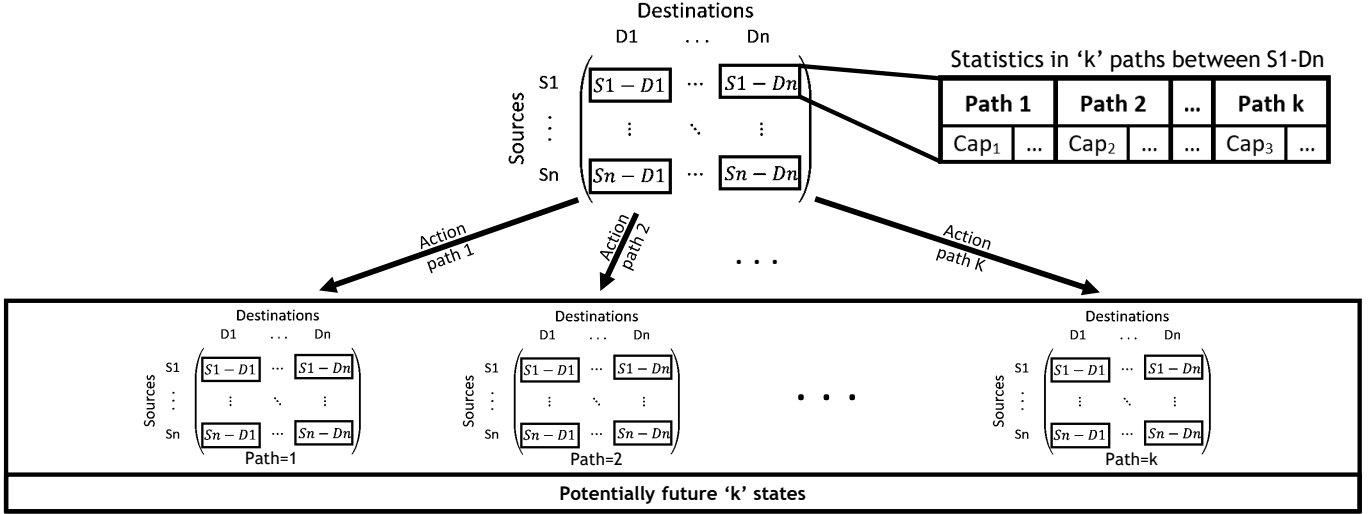 Destinations
D1 ... Dn
Statistics in ‘k’ paths between S1-Dn
Sources
S1 S1 − D1 ... S1 − Dn
⋮ ⋮ ⋱ ⋮
Sn Sn − D1 ... Sn − Dn
Path 1 Path 2 ... Path k
Cap₁ ... Cap₂ ... ... Cap₃ ...
Action
path 1
Action
path 2
. . .
Action
path K
Destinations
D1 ... Dn
Sources
S1 S1 − D1 ... S1 − Dn
⋮ ⋮ ⋱ ⋮
Sn Sn − D1 ... Sn − Dn
Path=1
Destinations
D1 ... Dn
Sources
S1 S1 − D1 ... S1 − Dn
⋮ ⋮ ⋱ ⋮
Sn Sn − D1 ... Sn − Dn
Path=2
. . .
Destinations
D1 ... Dn
Sources
S1 S1 − D1 ... S1 − Dn
⋮ ⋮ ⋱ ⋮
Sn Sn − D1 ... Sn − Dn
Path=k
Potentially future ‘k’ states